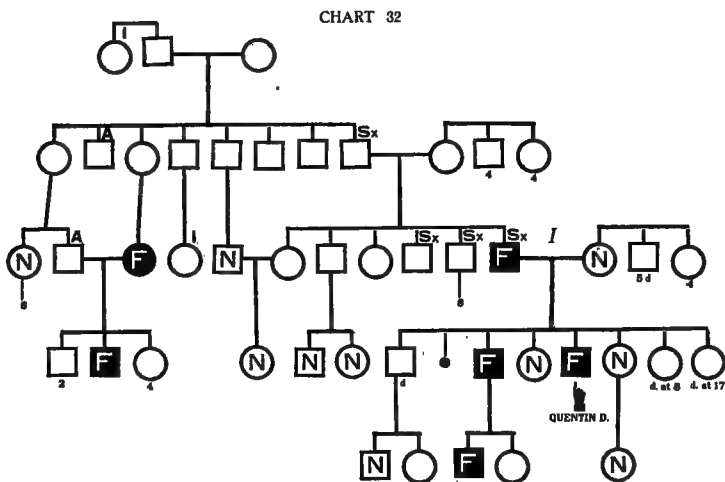 CHART 32
I
A Sx
4 4
A I Sx Sx Sx I
N F N F N
8 8 5 d 4
F N N N F N F N
2 4 d d. at 8 d. at 17
QUENTIN D.
N F N